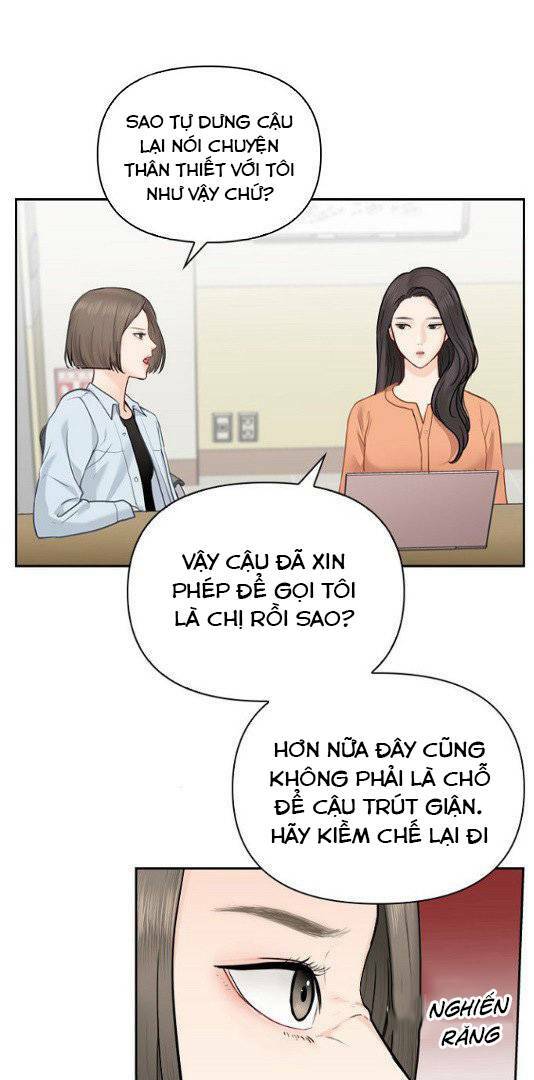 SAO TỰ DƯNG CẬU
LẠI NÓI CHUYỆN
THÂN THIẾT VỚI TÔI
NHƯ VẬY CHỨ?
VẬY CẬU ĐÃ XIN
PHÉP ĐỂ GỌI TÔI
LÀ CHỊ RỒI SAO?
HƠN NỮA ĐÂY CŨNG
KHÔNG PHẢI LÀ CHỖ
ĐỂ CẬU TRÚT GIẬN.
HÃY KIỀM CHẾ LẠI ĐI
NGHIẾN
RĂNG